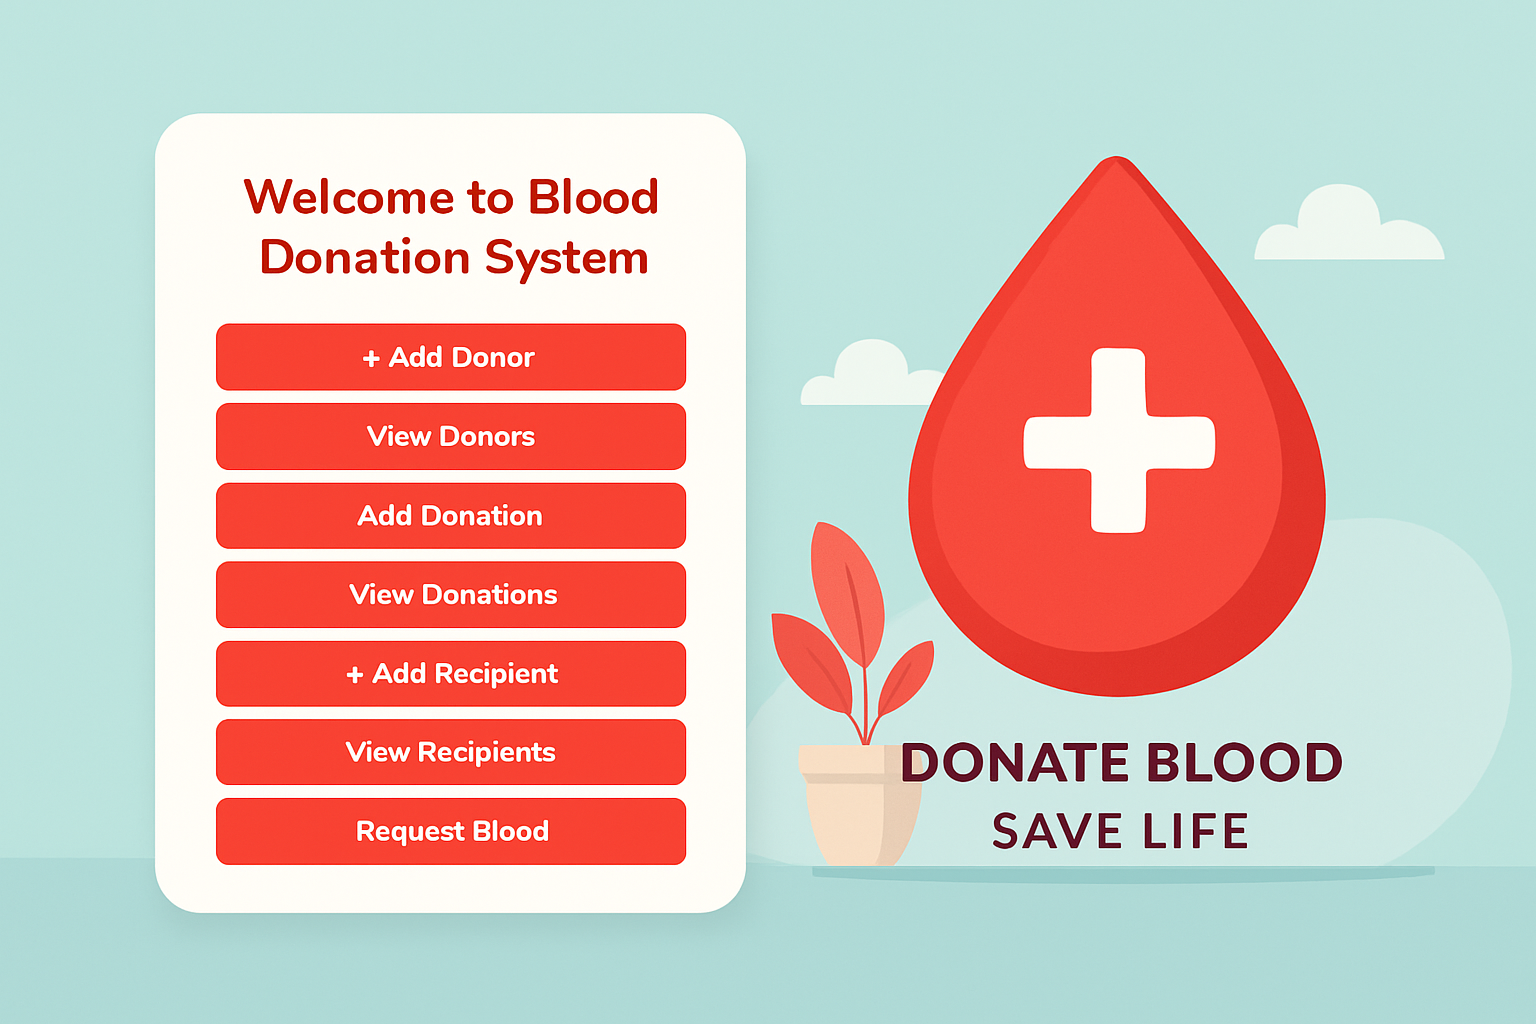 Welcome to Blood
Donation System
+ Add Donor
View Donors
Add Donation
View Donations
+ Add Recipient
View Recipients
Request Blood
DONATE BLOOD
SAVE LIFE